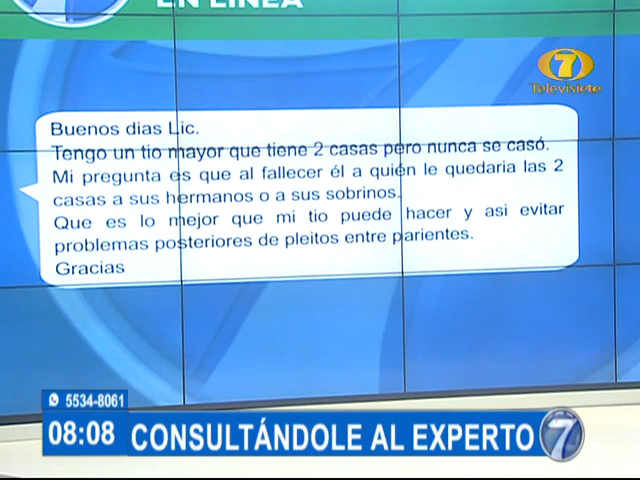 EN LÍNEA
7
Televisiete
Buenos dias Lic.
Tengo un tio mayor que tiene 2 casas pero nunca se casó.
Mi pregunta es que al fallecer él a quién le quedaria las 2
casas a sus hermanos o a sus sobrinos.
Que es lo mejor que mi tio puede hacer y asi evitar
problemas posteriores de pleitos entre parientes.
Gracias
5534-8061
08:08 CONSULTÁNDOLE AL EXPERTO 7